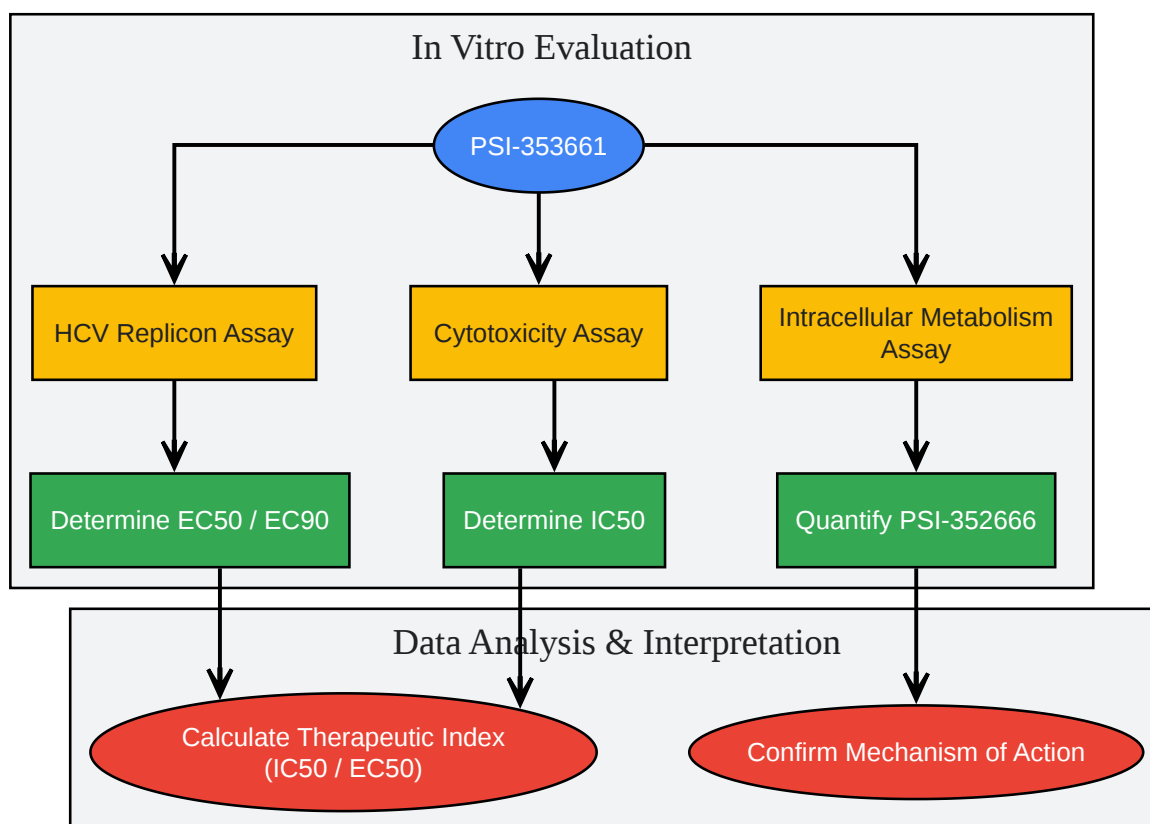 In Vitro Evaluation
PSI-353661
HCV Replicon Assay
Cytotoxicity Assay
Intracellular Metabolism
Assay
Determine EC50 / EC90
Determine IC50
Quantify PSI-352666
Data Analysis & Interpretation
Calculate Therapeutic Index
(IC50 / EC50)
Confirm Mechanism of Action